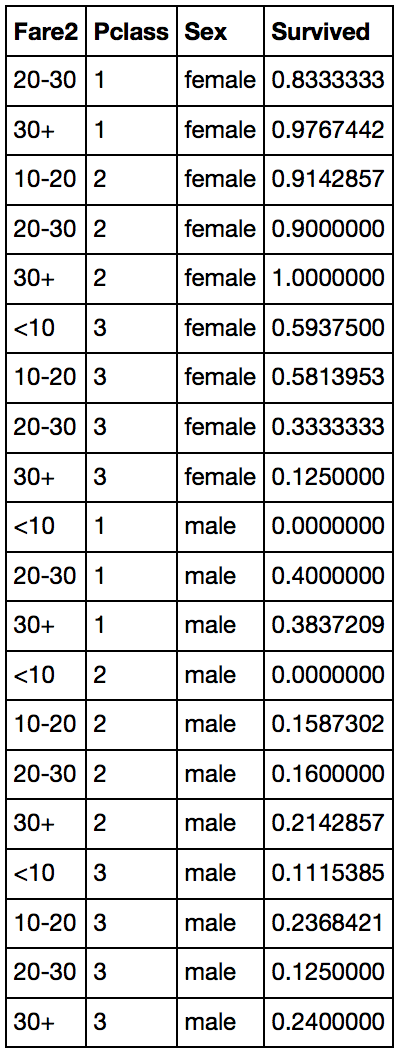 Fare2 Pclass Sex Survived
20-30 1 female 0.8333333
30+ 1 female 0.9767442
10-20 2 female 0.9142857
20-30 2 female 0.9000000
30+ 2 female 1.0000000
<10 3 female 0.5937500
10-20 3 female 0.5813953
20-30 3 female 0.3333333
30+ 3 female 0.1250000
<10 1 male 0.0000000
20-30 1 male 0.4000000
30+ 1 male 0.3837209
<10 2 male 0.0000000
10-20 2 male 0.1587302
20-30 2 male 0.1600000
30+ 2 male 0.2142857
<10 3 male 0.1115385
10-20 3 male 0.2368421
20-30 3 male 0.1250000
30+ 3 male 0.2400000